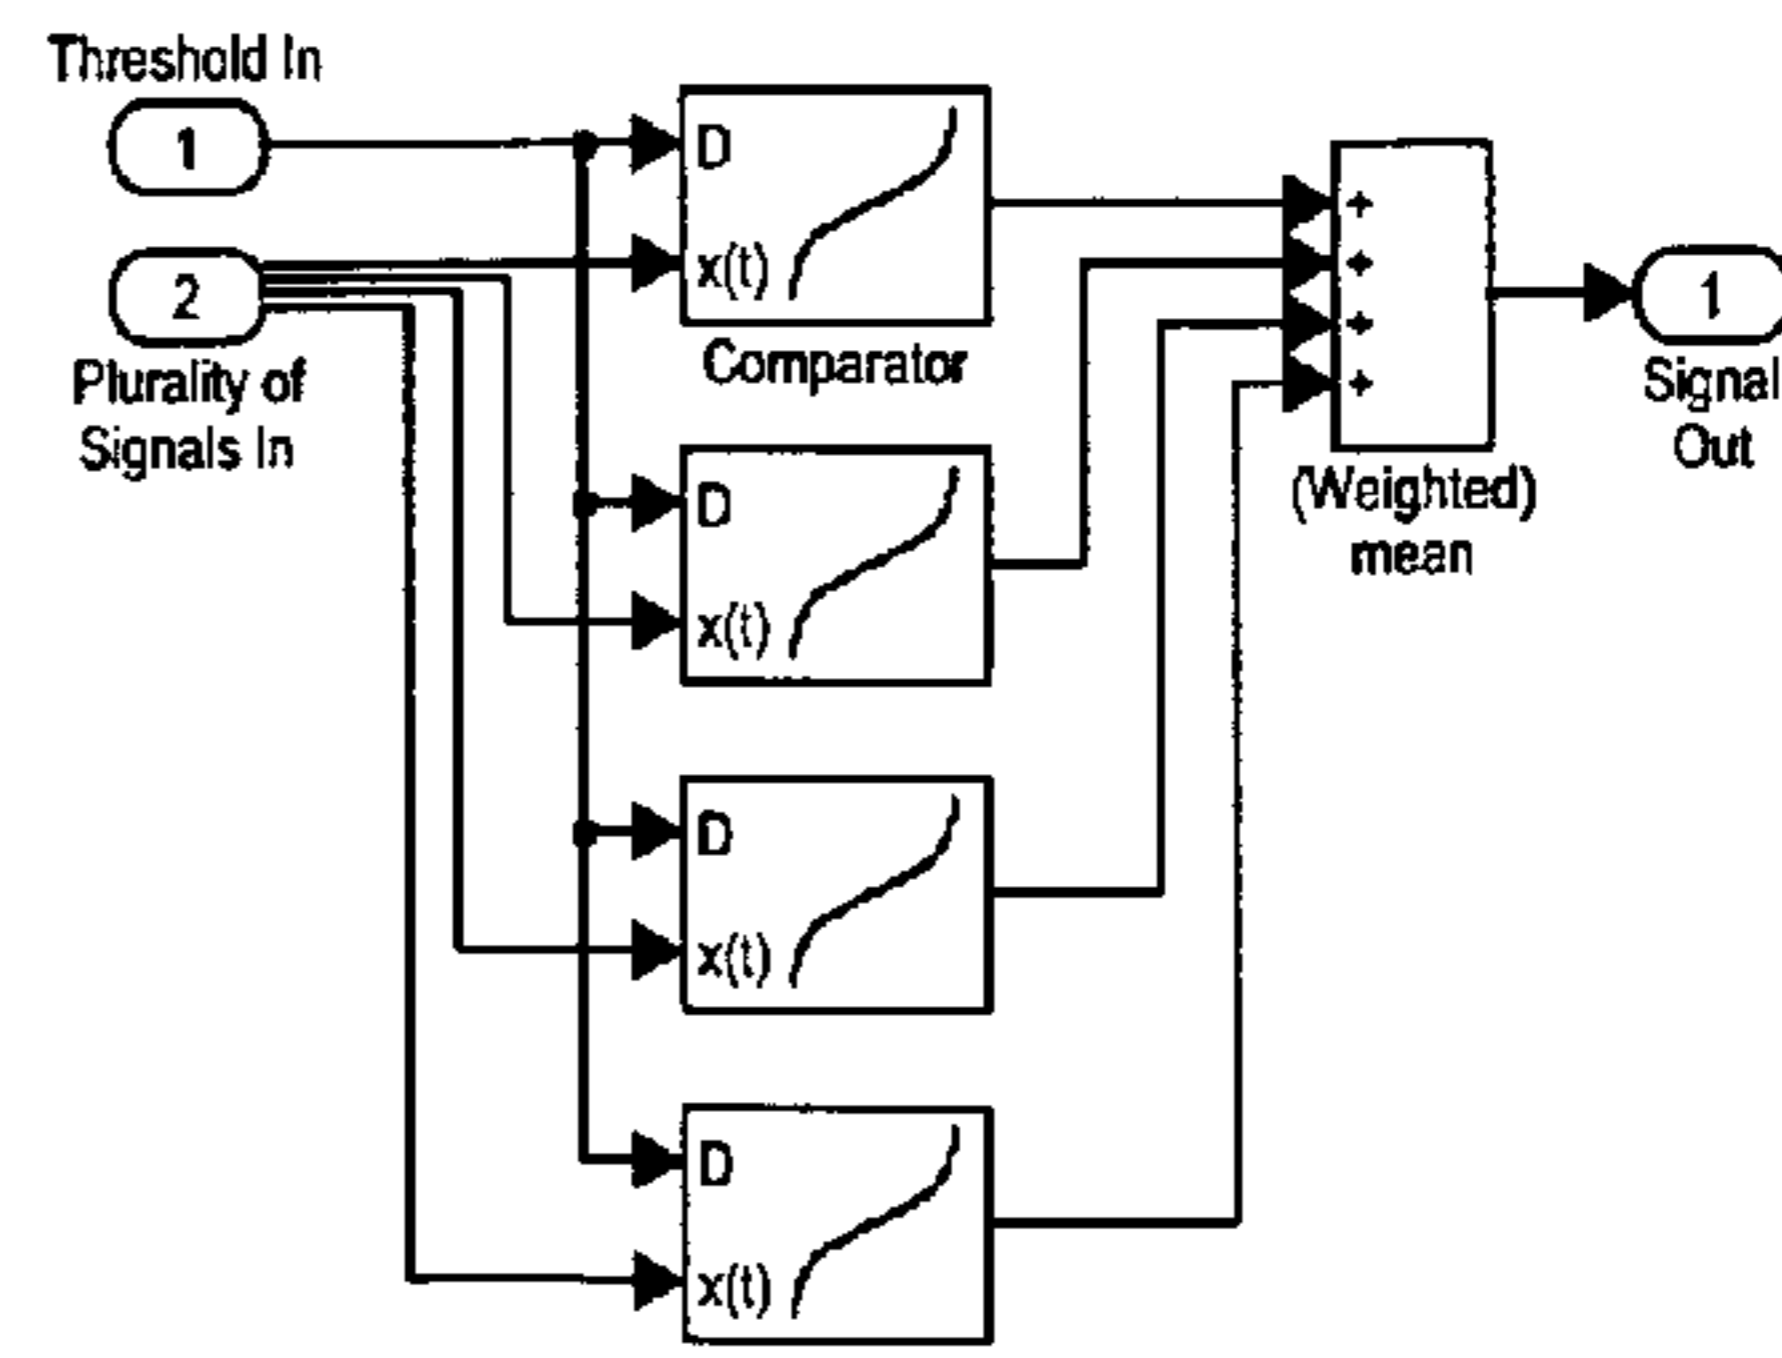 Threshold In
1
2
Plurality of
Signals In
D
x(t)
Comparator
D
x(t)
D
x(t)
D
x(t)
+
+
+
+
(Weighted)
mean
1
Signal
Out